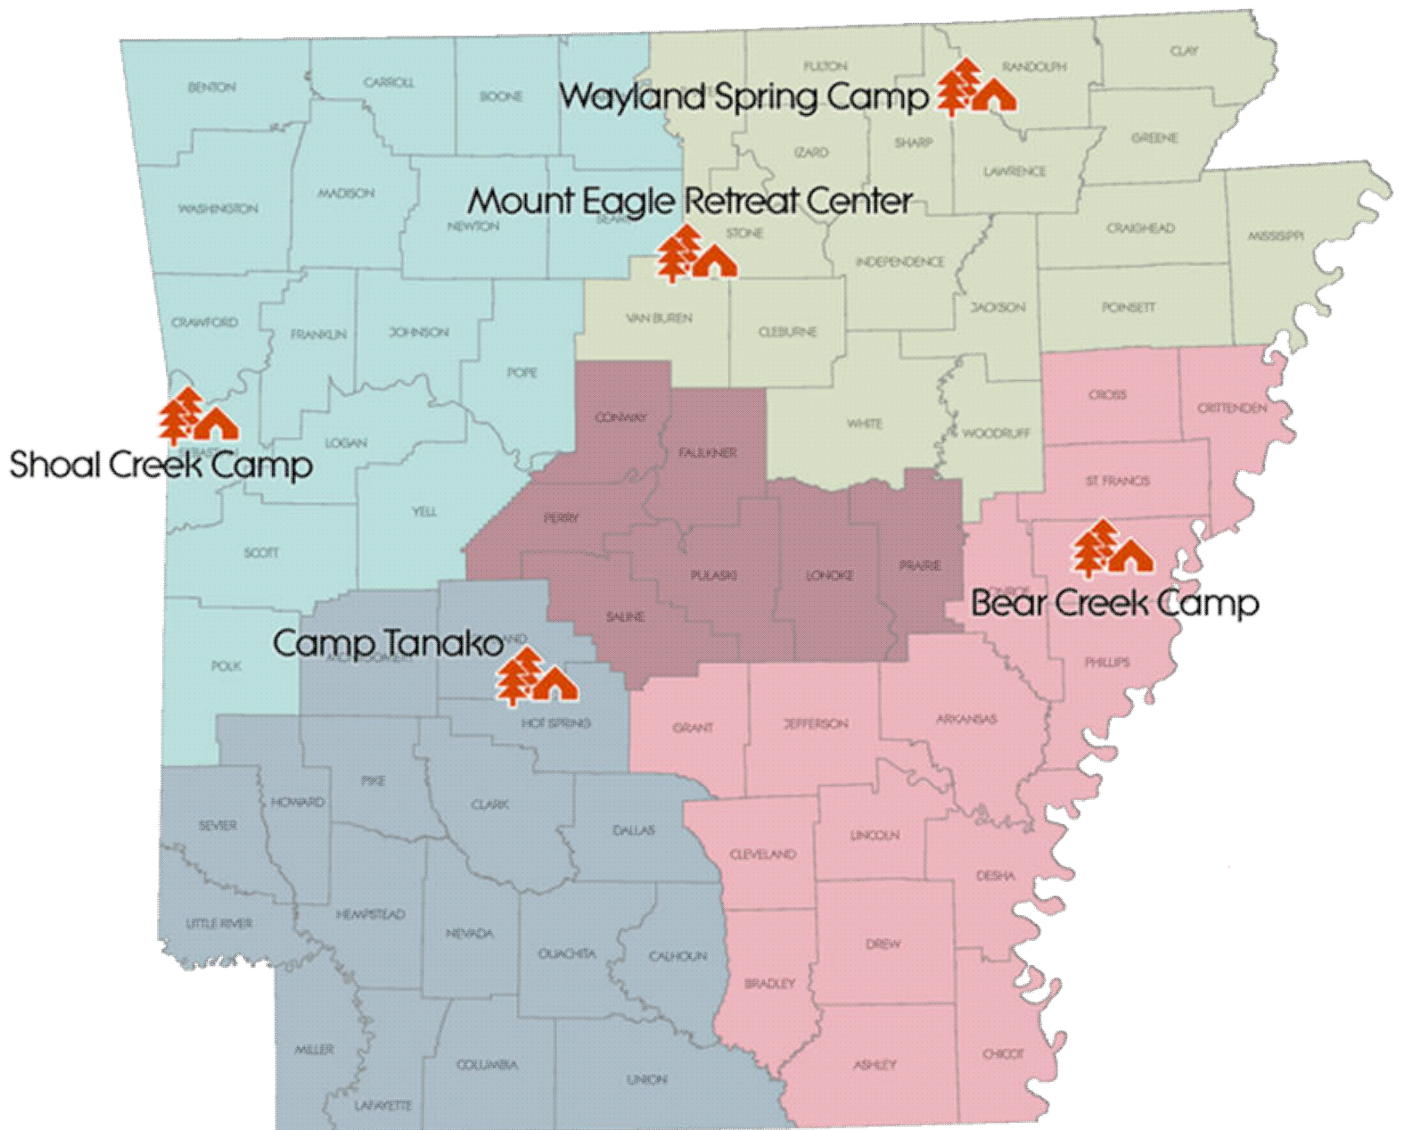 CLAY
FULTON
RANDOLPH
BENTON
CARROLL
BOONE
Wayland Spring Camp
GREENE
IZARD
SHARP
LAWRENCE
MADISON
WASHINGTON
Mount Eagle Retreat Center
NEWTON
STONE
CRAIGHEAD
MISSISSIPPI
INDEPENDENCE
JACKSON
POINSETT
CRAWFORD
FRANKLIN
JOHNSON
VAN BUREN
CLEBURNE
POPE
CROSS
CRITTENDEN
CONWAY
WHITE
WOODRUFF
LOGAN
FAULKNER
Shoal Creek Camp
ST. FRANCIS
YELL
PERRY
SCOTT
PULASKI
LONOKE
PRAIRIE
Bear Creek Camp
SALINE
Camp Tanako
POLK
PHILLIPS
HOT SPRING
GRANT
JEFFERSON
ARKANSAS
PIKE
HOWARD
CLARK
SEVIER
DALLAS
LINCOLN
CLEVELAND
DESHA
HEMPSTEAD
LITTLE RIVER
NEVADA
DREW
OUACHITA
CALHOUN
BRADLEY
MILLER
CHICOT
COLUMBIA
ASHLEY
UNION
LAFAYETTE